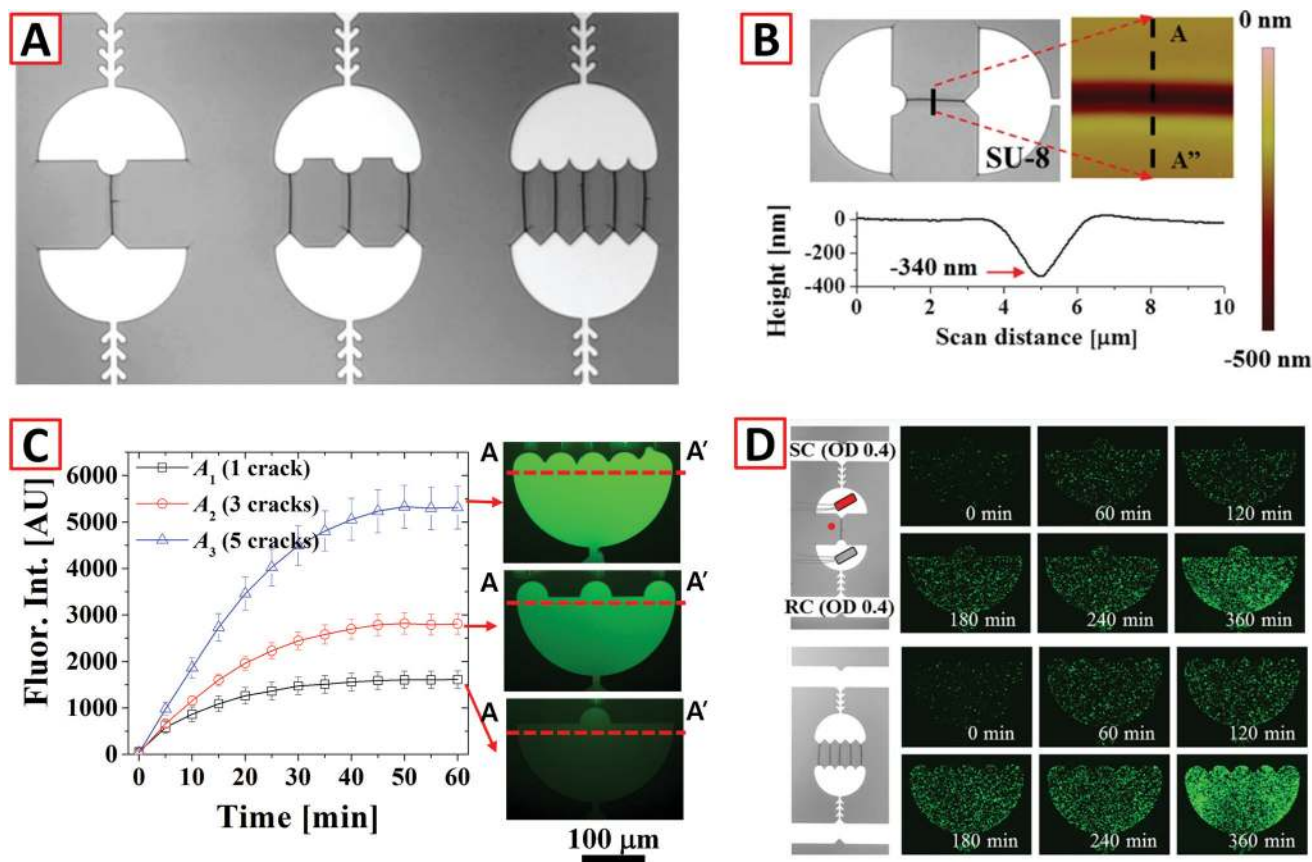 A
B
0 nm
A
A”
SU-8
Height [nm]
0
-200
-400
-340 nm
0 2 4 6 8 10
Scan distance [μm]
-500 nm
C
Fluor. Int. [AU]
6000
5000
4000
3000
2000
1000
0
A1 (1 crack)
A2 (3 cracks)
A3 (5 cracks)
0 10 20 30 40 50 60
Time [min]
A A′
A A′
A A′
100 μm
D
SC (OD 0.4)
RC (OD 0.4)
0 min 60 min 120 min
180 min 240 min 360 min
0 min 60 min 120 min
180 min 240 min 360 min